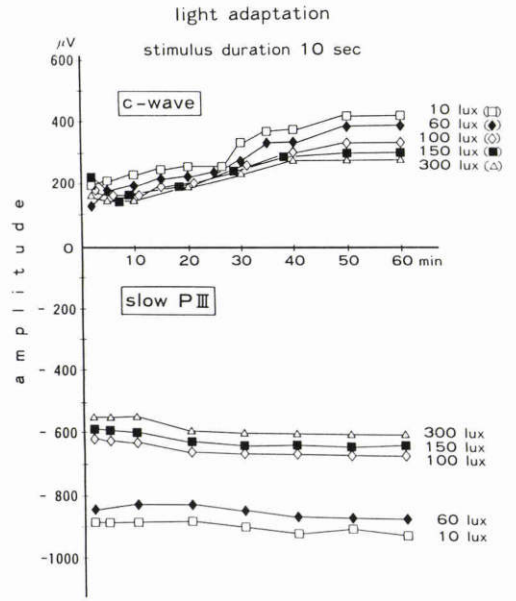 light adaptation
stimulus duration 10 sec
μV
600
c-wave
400
200
0
10 20 30 40 50 60 min
10 lux (□)
60 lux (◆)
100 lux (◇)
150 lux (■)
300 lux (△)
amplitude
slow PⅢ
- 200
- 400
- 600
- 800
-1000
300 lux
150 lux
100 lux
60 lux
10 lux